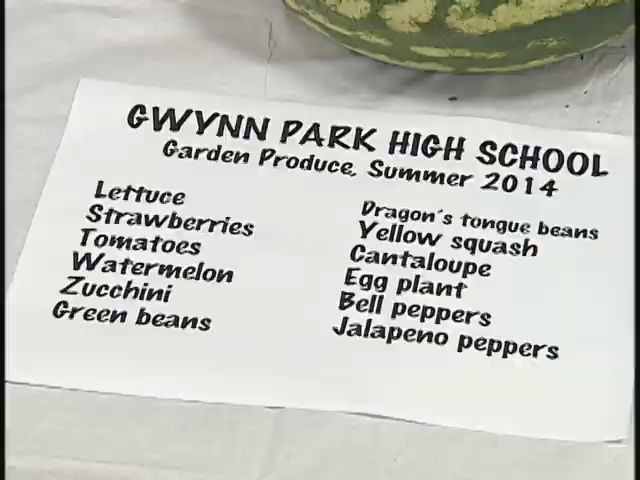 GWYNN PARK HIGH SCHOOL
Garden Produce, Summer 2014
Lettuce
Strawberries
Tomatoes
Watermelon
Zucchini
Green beans
Dragon's tongue beans
Yellow squash
Cantaloupe
Egg plant
Bell peppers
Jalapeno peppers